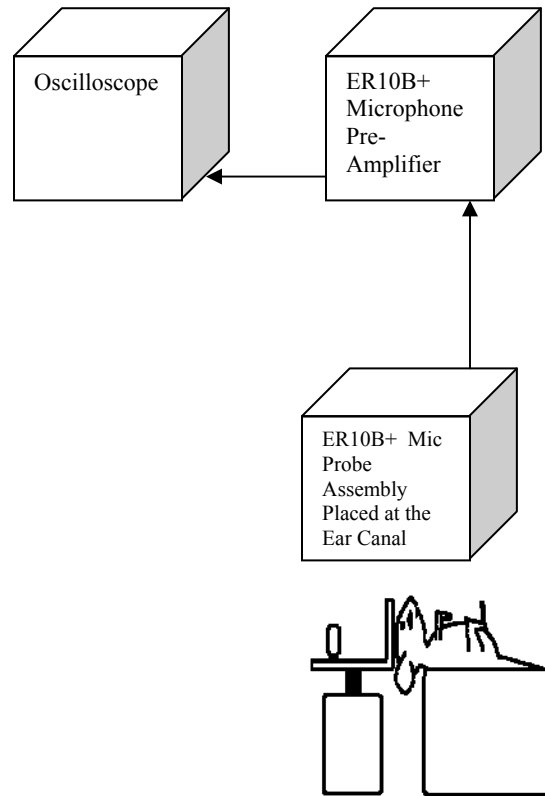 Oscilloscope
ER10B+
Microphone
Pre-
Amplifier
ER10B+ Mic
Probe
Assembly
Placed at the
Ear Canal